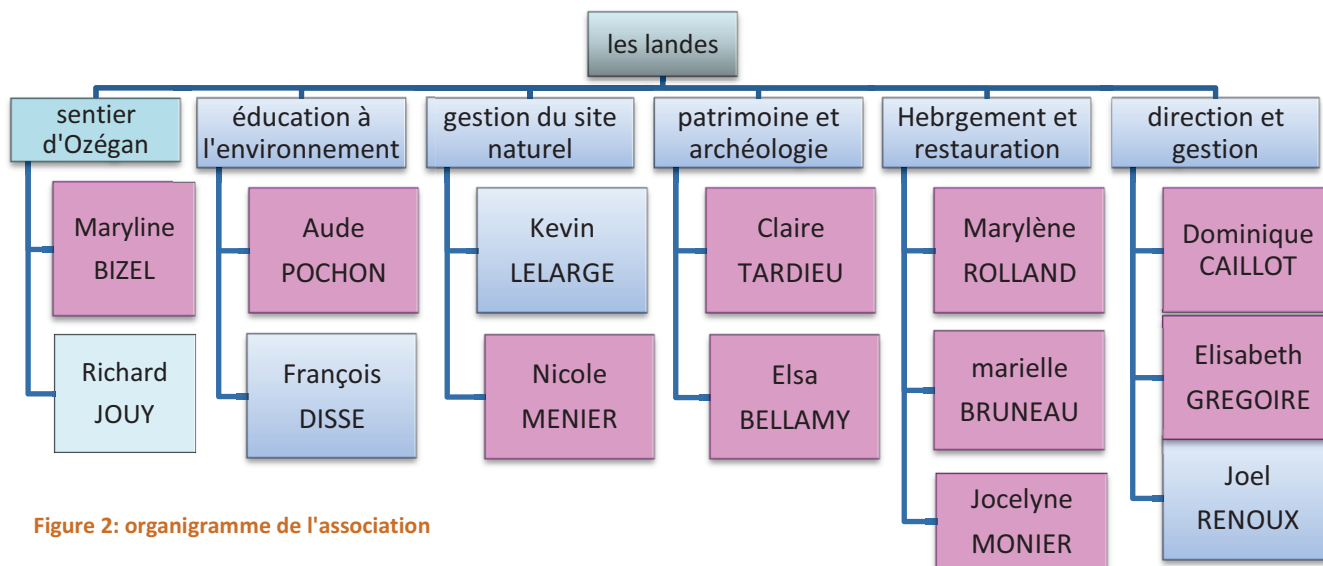 les landes
sentier
d'Ozégan
éducation à
l'environnement
gestion du site
naturel
patrimoine et
archéologie
Hebrgement et
restauration
direction et
gestion
Maryline
BIZEL
Aude
POCHON
Kevin
LELARGE
Claire
TARDIEU
Marylène
ROLLAND
Dominique
CAILLOT
Richard
JOUY
François
DISSE
Nicole
MENIER
Elsa
BELLAMY
marielle
BRUNEAU
Elisabeth
GREGOIRE
Jocelyne
MONIER
Joel
RENOUX
Figure 2: organigramme de l'association